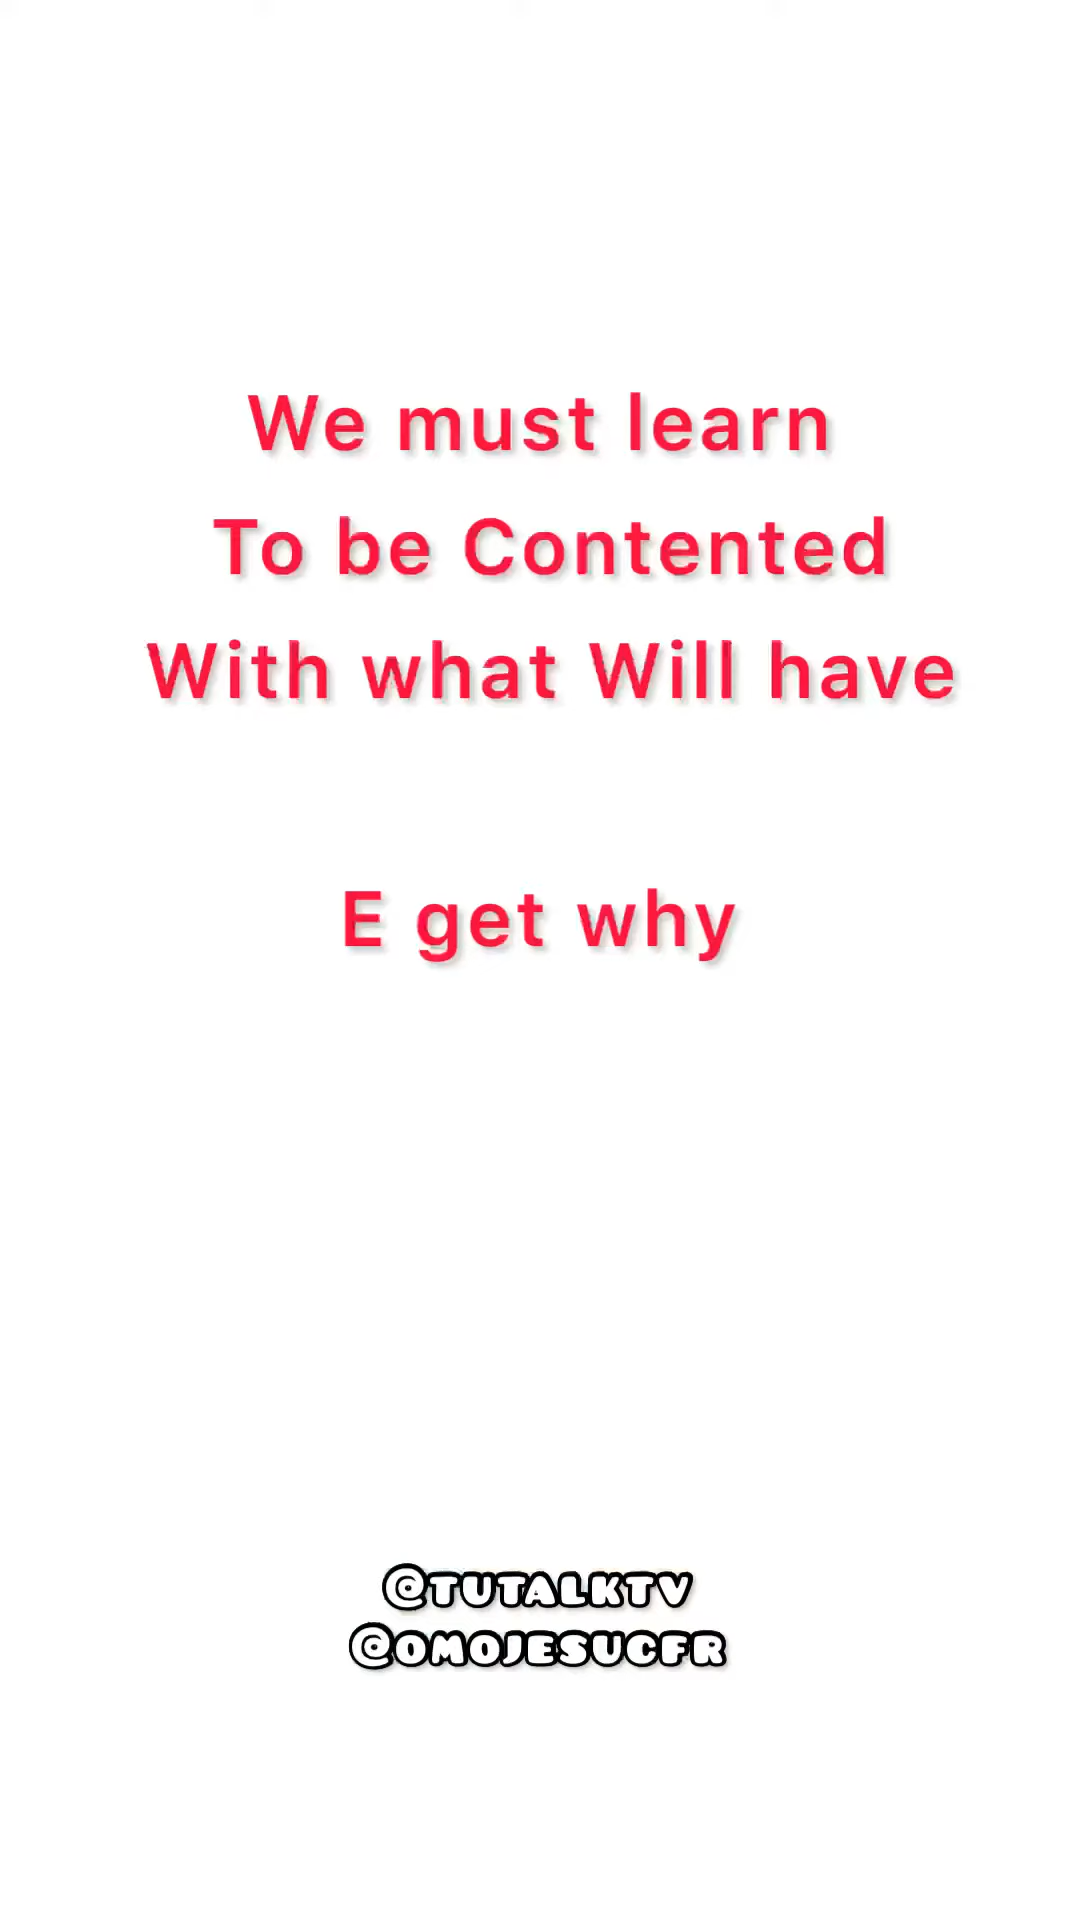 We must learn
To be Contented
With what Will have
E get why
@TUTALKTV
@OMOJESUCFR